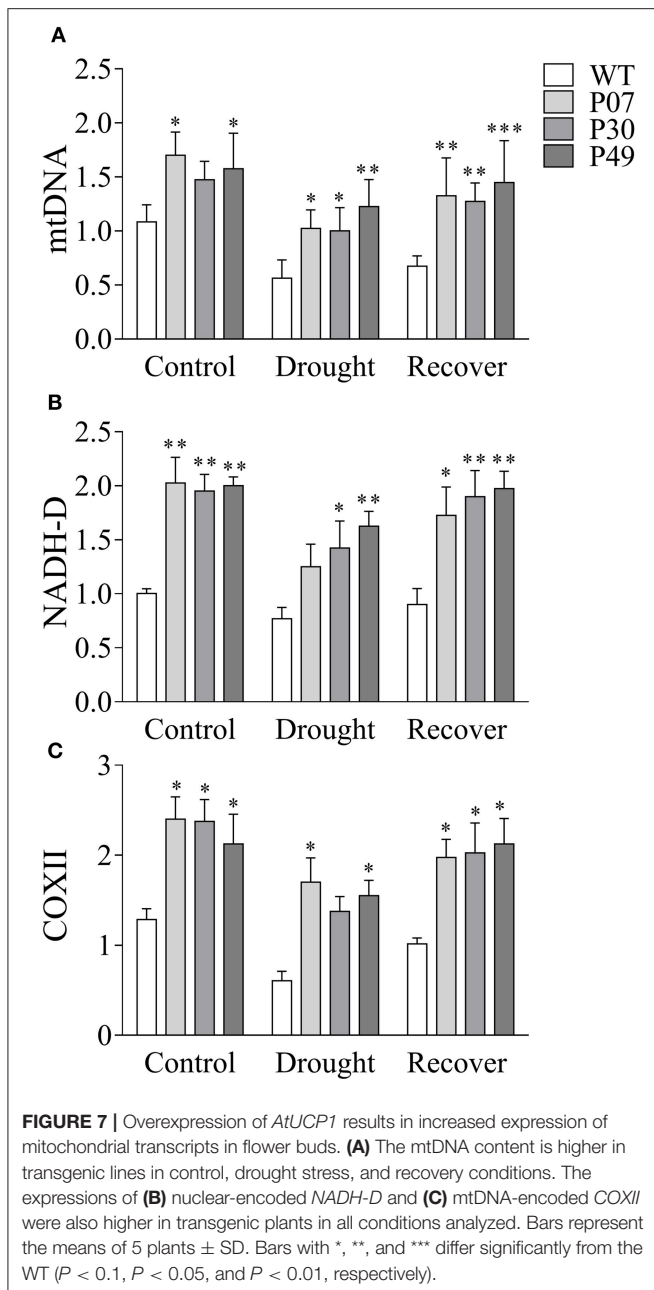 A
WT
P07
P30
P49
mtDNA
2.5
2.0
1.5
1.0
0.5
0.0
* *
* * **
** ** ***
Control Drought Recover
B
NADH-D
2.5
2.0
1.5
1.0
0.5
0.0
** ** **
* **
* ** **
Control Drought Recover
C
COXII
3
2
1
0
* * *
* *
* * *
Control Drought Recover
FIGURE 7 | Overexpression of AtUCP1 results in increased expression of
mitochondrial transcripts in flower buds. (A) The mtDNA content is higher in
transgenic lines in control, drought stress, and recovery conditions. The
expressions of (B) nuclear-encoded NADH-D and (C) mtDNA-encoded COXII
were also higher in transgenic plants in all conditions analyzed. Bars represent
the means of 5 plants ± SD. Bars with *, **, and *** differ significantly from the
WT (P < 0.1, P < 0.05, and P < 0.01, respectively).